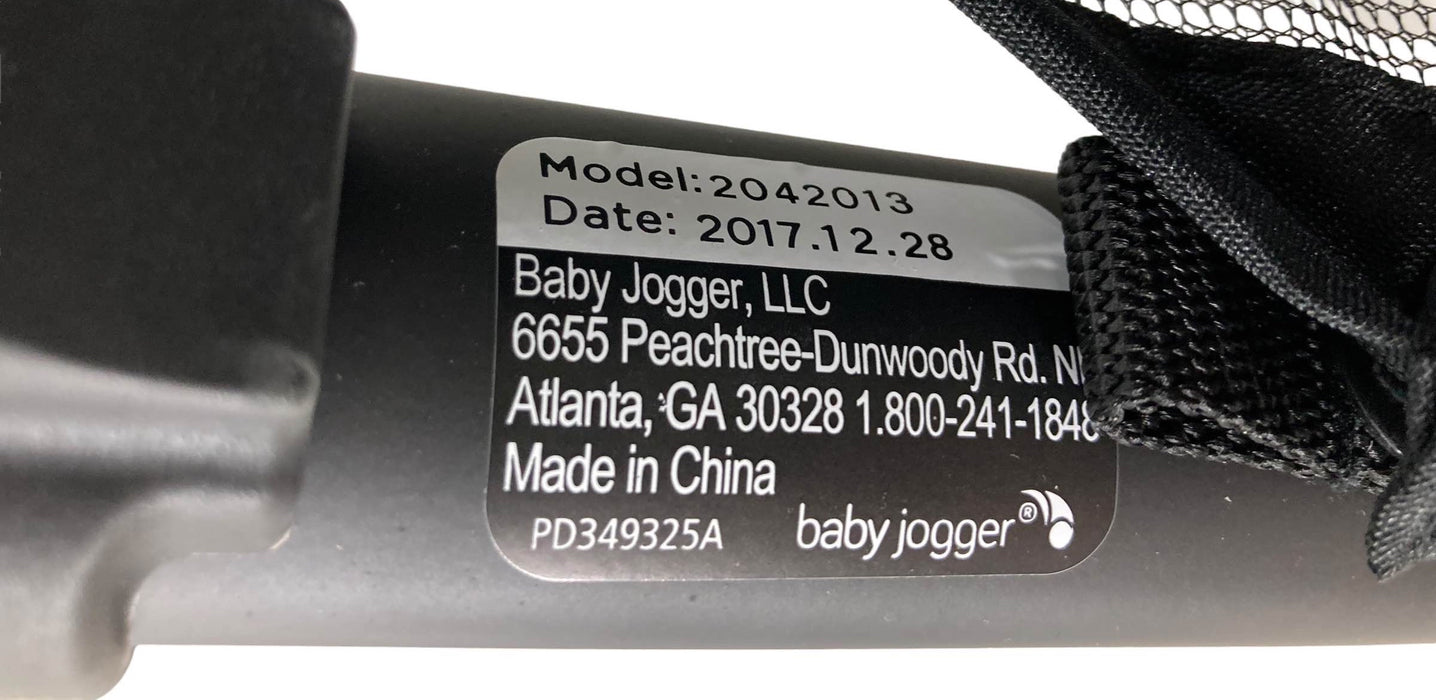 Model: 2042013
Date: 2017.12.28
Baby Jogger, LLC
6655 Peachtree-Dunwoody Rd.
Atlanta, GA 30328 1.800-241-1848
Made in China
PD349325A
baby jogger®